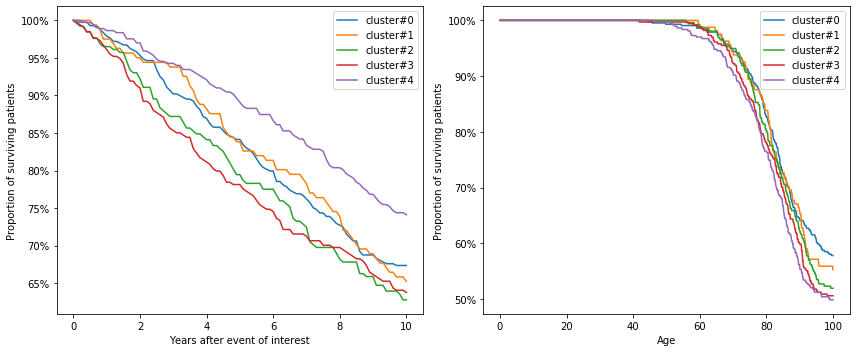 100%
95%
90%
85%
80%
75%
70%
65%
Proportion of surviving patients
0
2
4
6
8
10
Years after event of interest
cluster#0
cluster#1
cluster#2
cluster#3
cluster#4
100%
90%
80%
70%
60%
50%
Proportion of surviving patients
0
20
40
60
80
100
Age
cluster#0
cluster#1
cluster#2
cluster#3
cluster#4